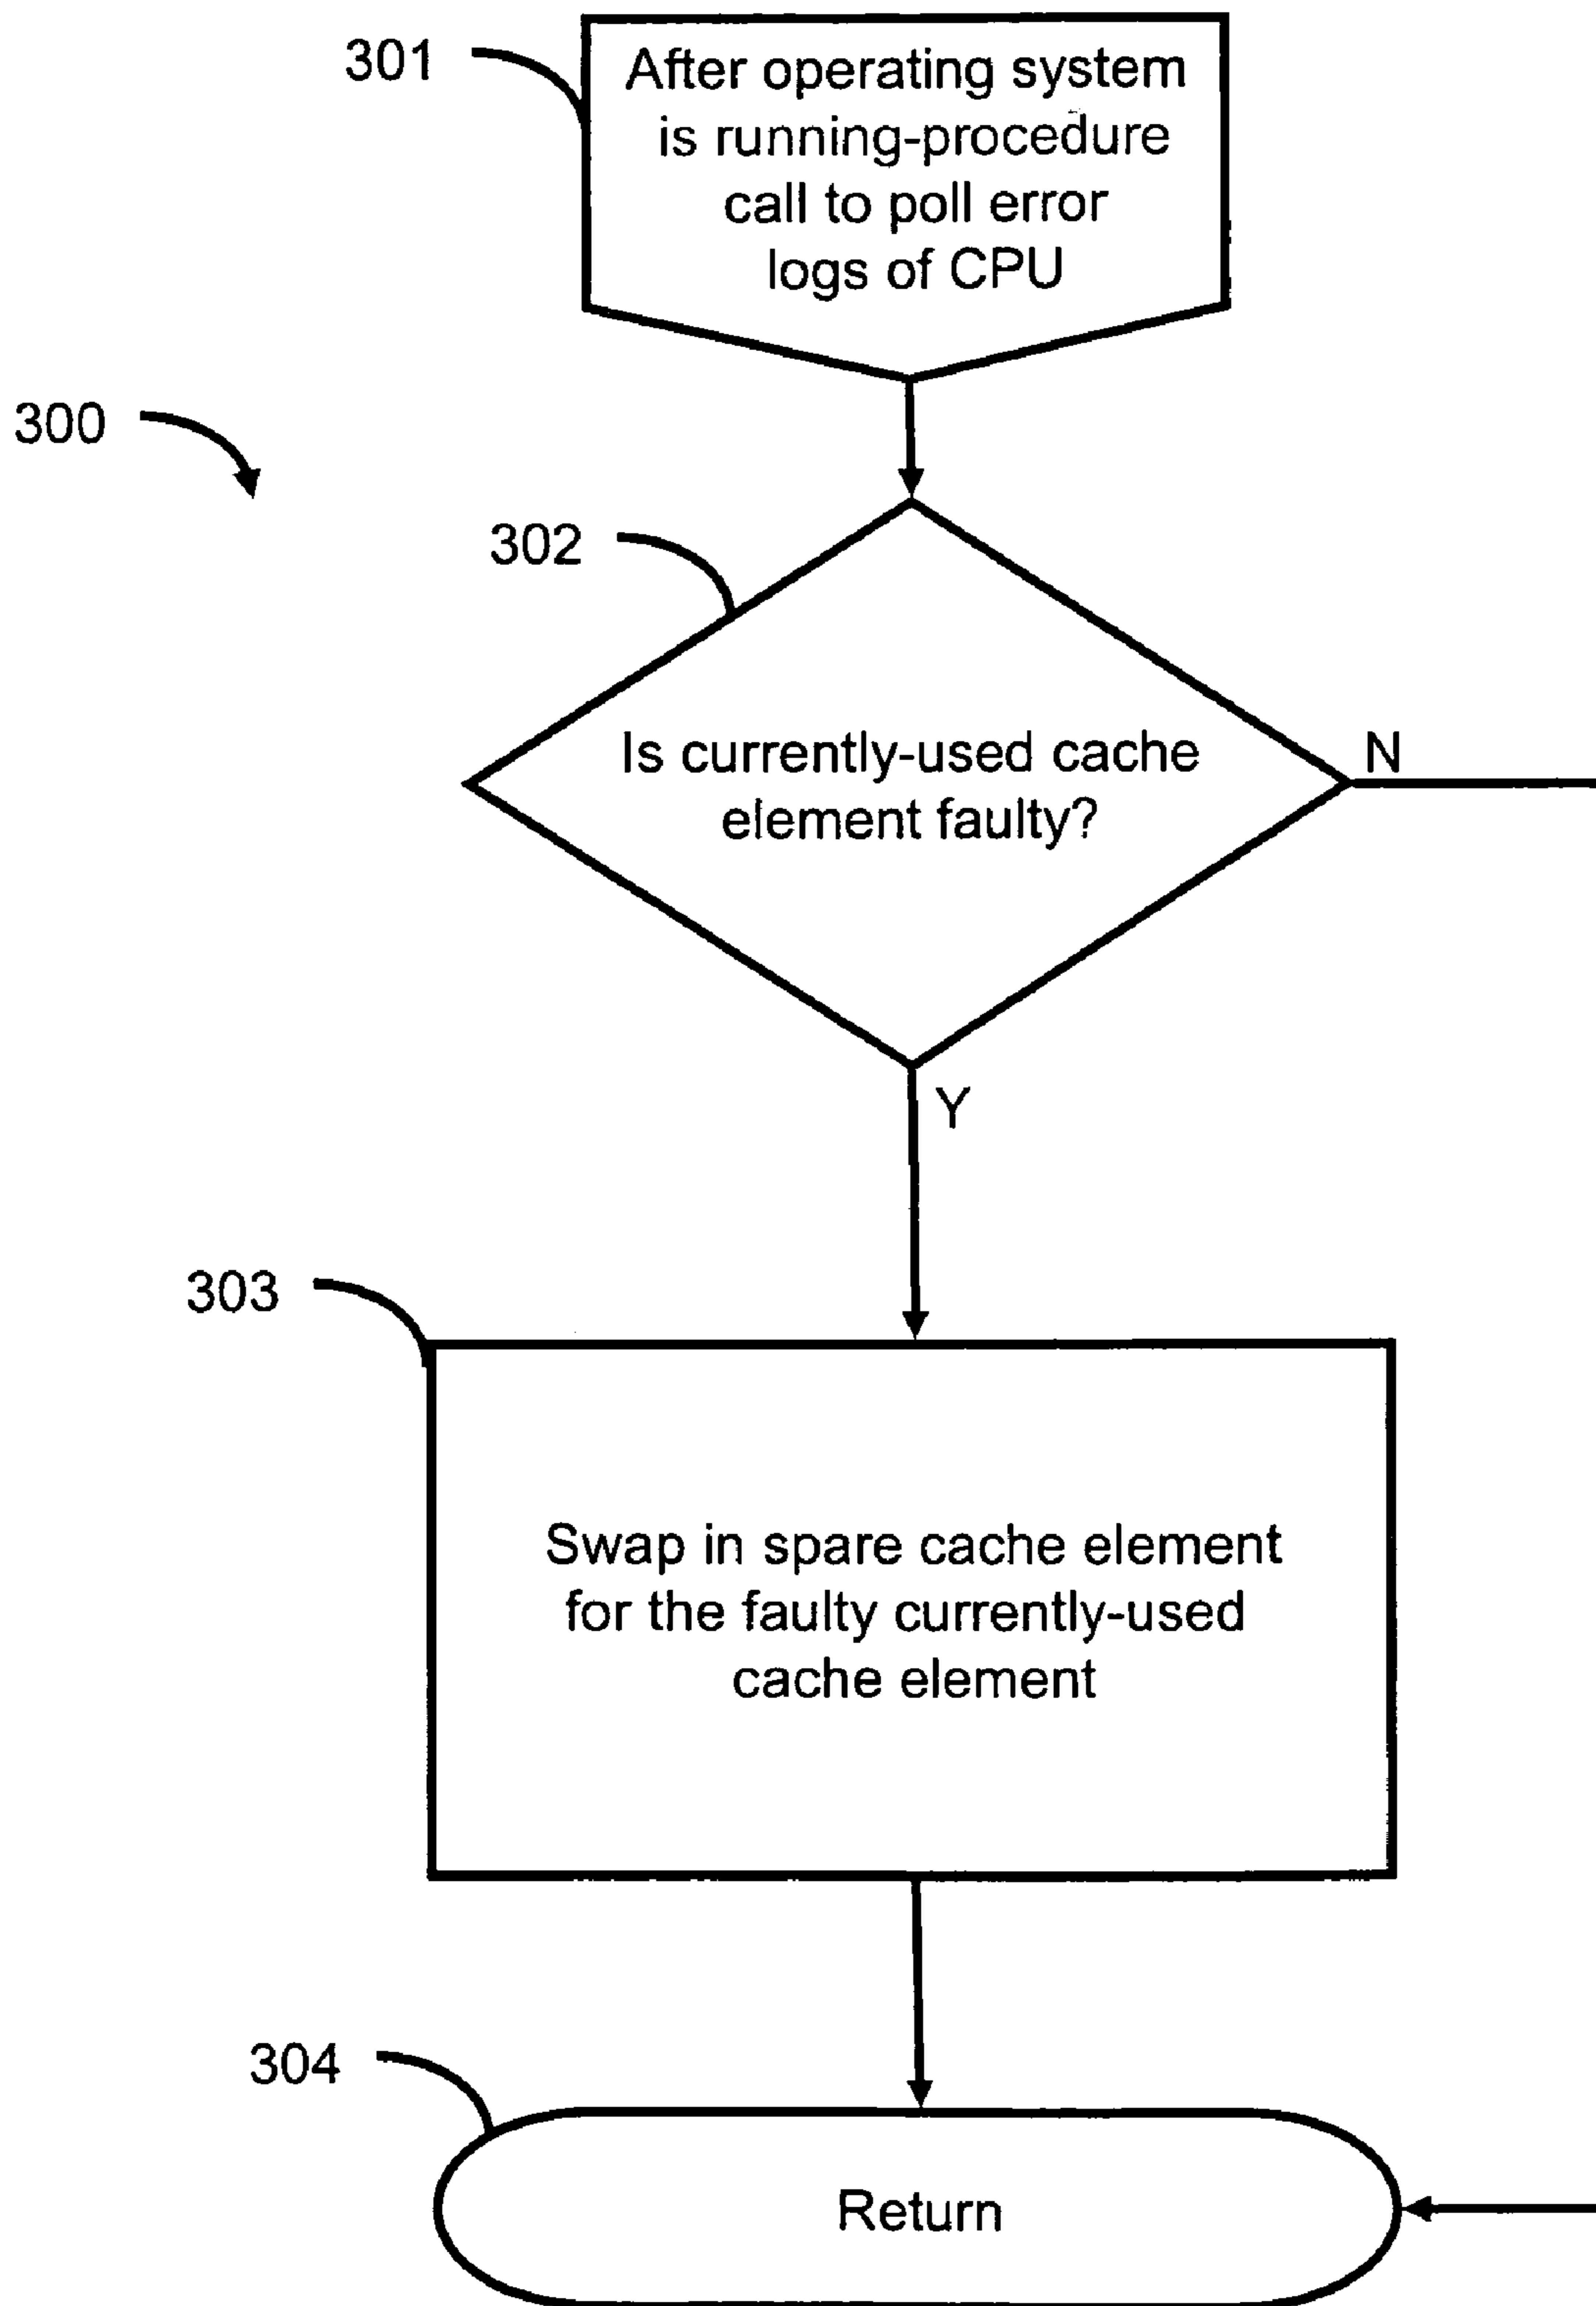 301
After operating system
is running-procedure
call to poll error
logs of CPU
300
302
Is currently-used cache
element faulty?
N
Y
303
Swap in spare cache element
for the faulty currently-used
cache element
304
Return